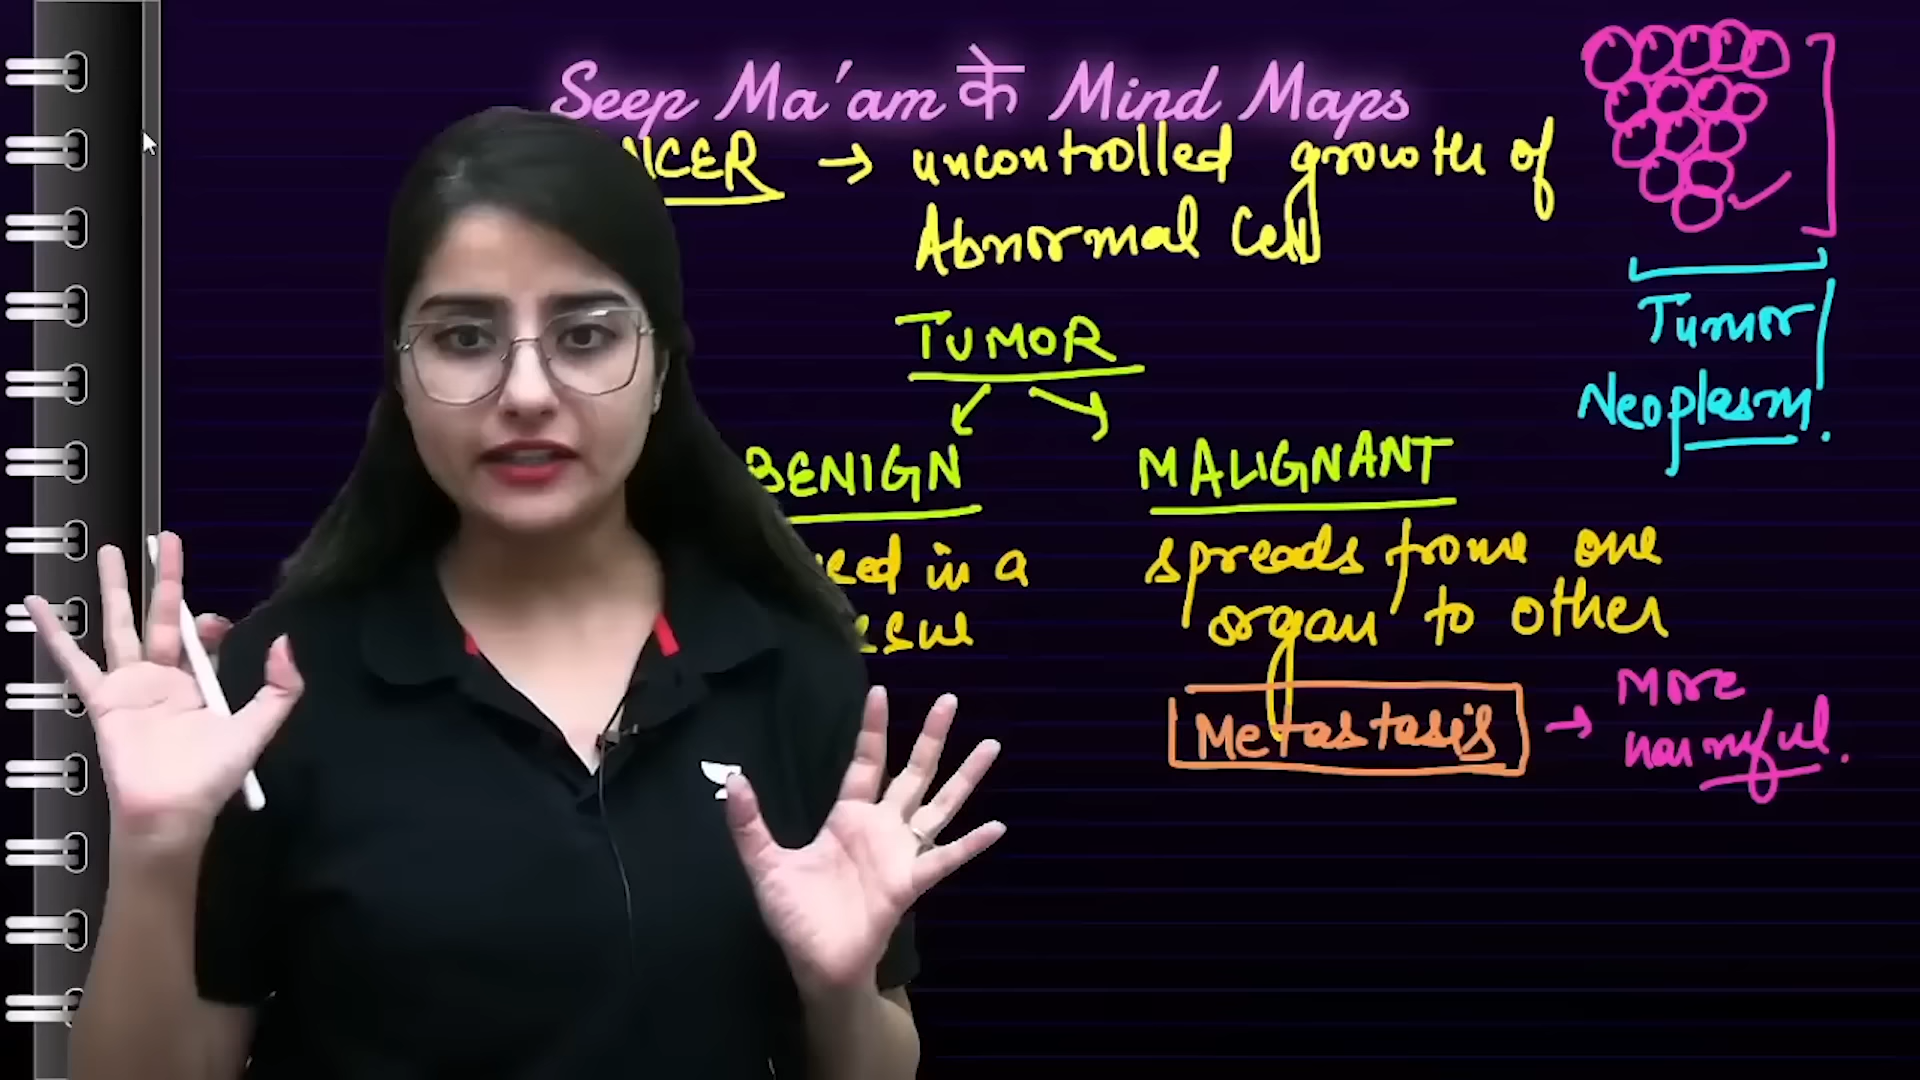 Seep Ma'am के Mind Maps
NCER → uncontrolled growth of
Abnormal Cell
TUMOR
BENIGN
in a
MALIGNANT
spreads from one
organ to other
Metastasis → More
harmful.
Tumor
Neoplasm.